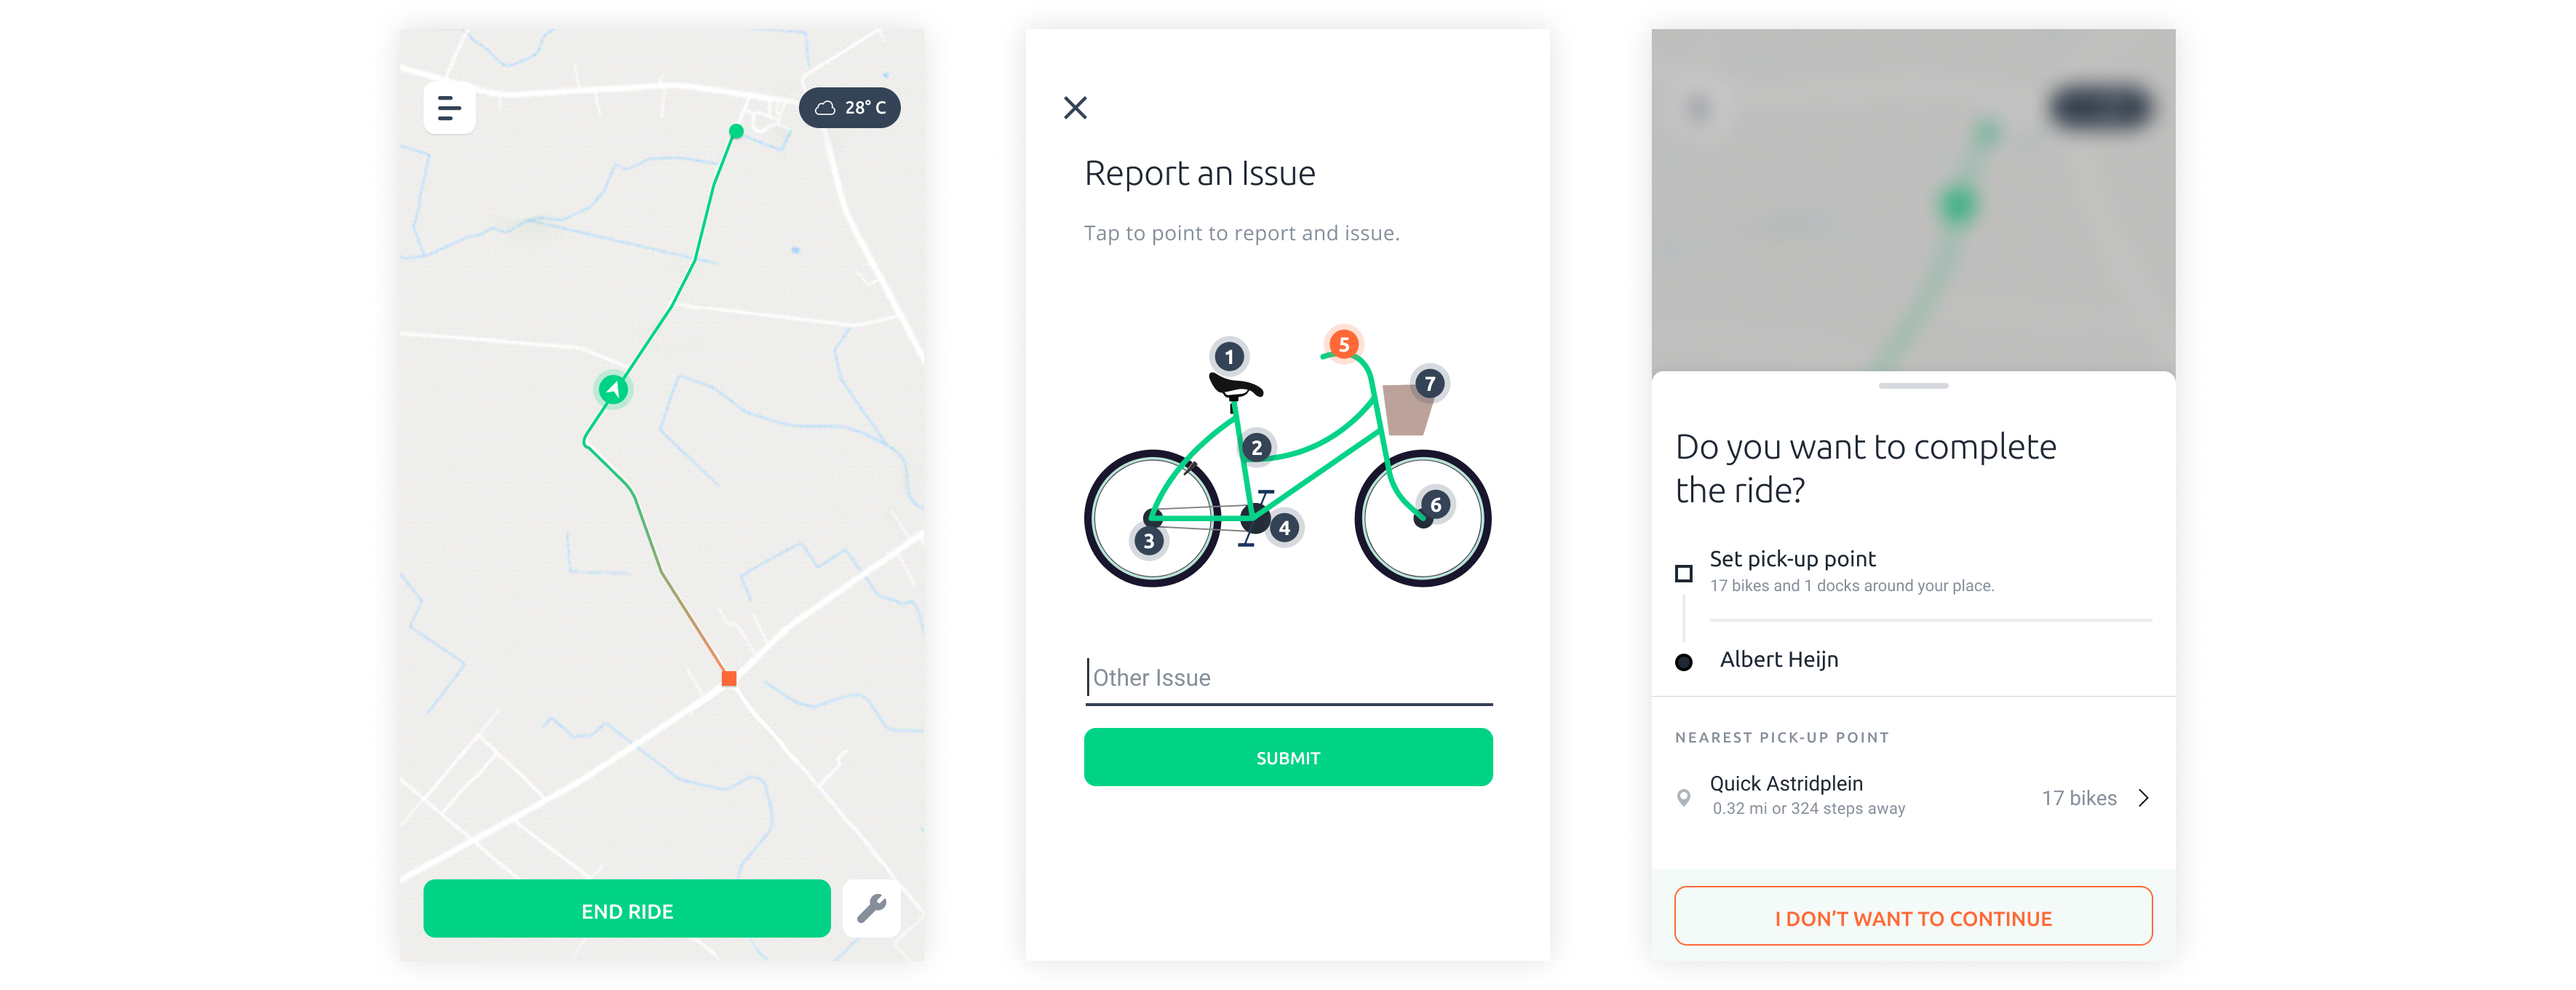 28° C
END RIDE
Report an Issue
Tap to point to report and issue.
5
1
7
2
6
4
3
Other Issue
SUBMIT
Do you want to complete
the ride?
Set pick-up point
17 bikes and 1 docks around your place.
Albert Heijn
NEAREST PICK-UP POINT
Quick Astridplein
17 bikes
0.32 mi or 324 steps away
I DON’T WANT TO CONTINUE